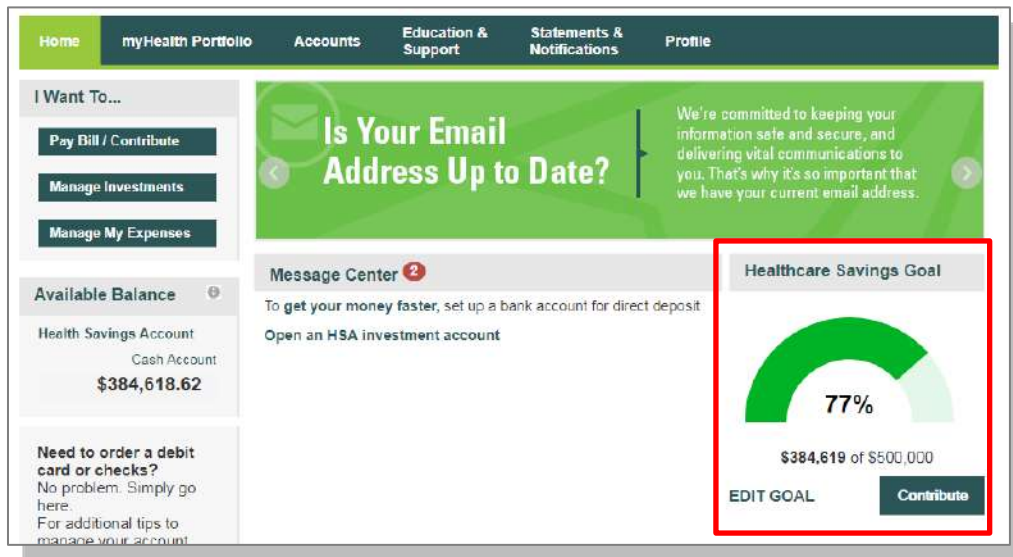 Home
myHealth Portfolio
Accounts
Education &
Support
Statements &
Notifications
Profile
I Want To...
Pay Bill / Contribute
Manage Investments
Manage My Expenses
Is Your Email
Address Up to Date?
We're committed to keeping your
information safe and secure, and
delivering vital communications to
you. That's why it's so important that
we have your current email address.
Available Balance
Health Savings Account
Cash Account
$384,618.62
Message Center 2
To get your money faster, set up a bank account for direct deposit
Open an HSA investment account
Healthcare Savings Goal
77%
$384,619 of $500,000
EDIT GOAL
Contribute
Need to order a debit
card or checks?
No problem. Simply go
here.
For additional tips to
manage your account